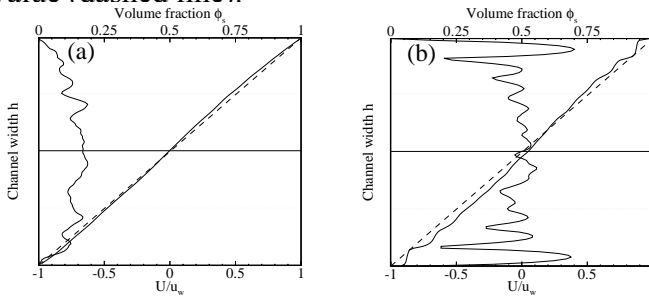 Volume fraction ϕs
Volume fraction ϕs
0 0.25 0.5 0.75 1
0 0.25 0.5 0.75
(a)
(b)
Channel width h
Channel width h
-1 -0.5 0 0.5 1
-1 -0.5 0 0.5
U/uw
U/uw